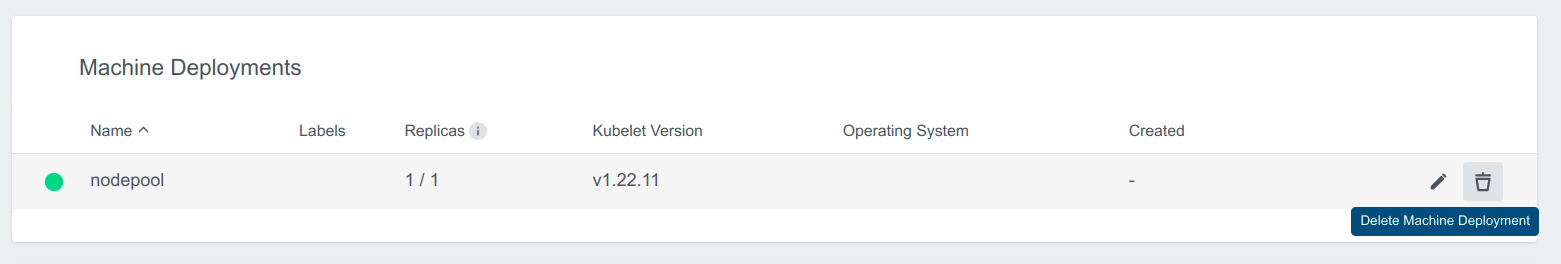 Machine Deployments
Name Labels Replicas i Kubelet Version Operating System Created
nodepool 1 / 1 v1.22.11 -
Delete Machine Deployment